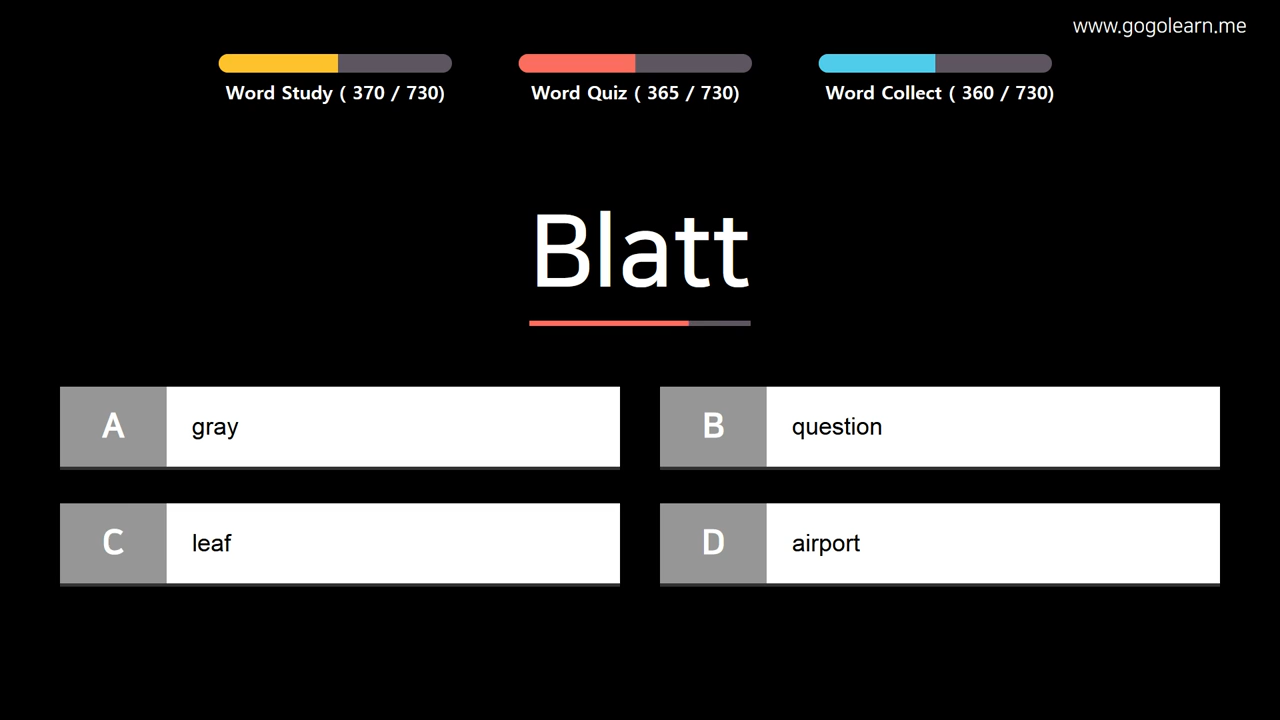 www.gogolearn.me
Word Study ( 370 / 730)
Word Quiz ( 365 / 730)
Word Collect ( 360 / 730)
Blatt
A gray
B question
C leaf
D airport